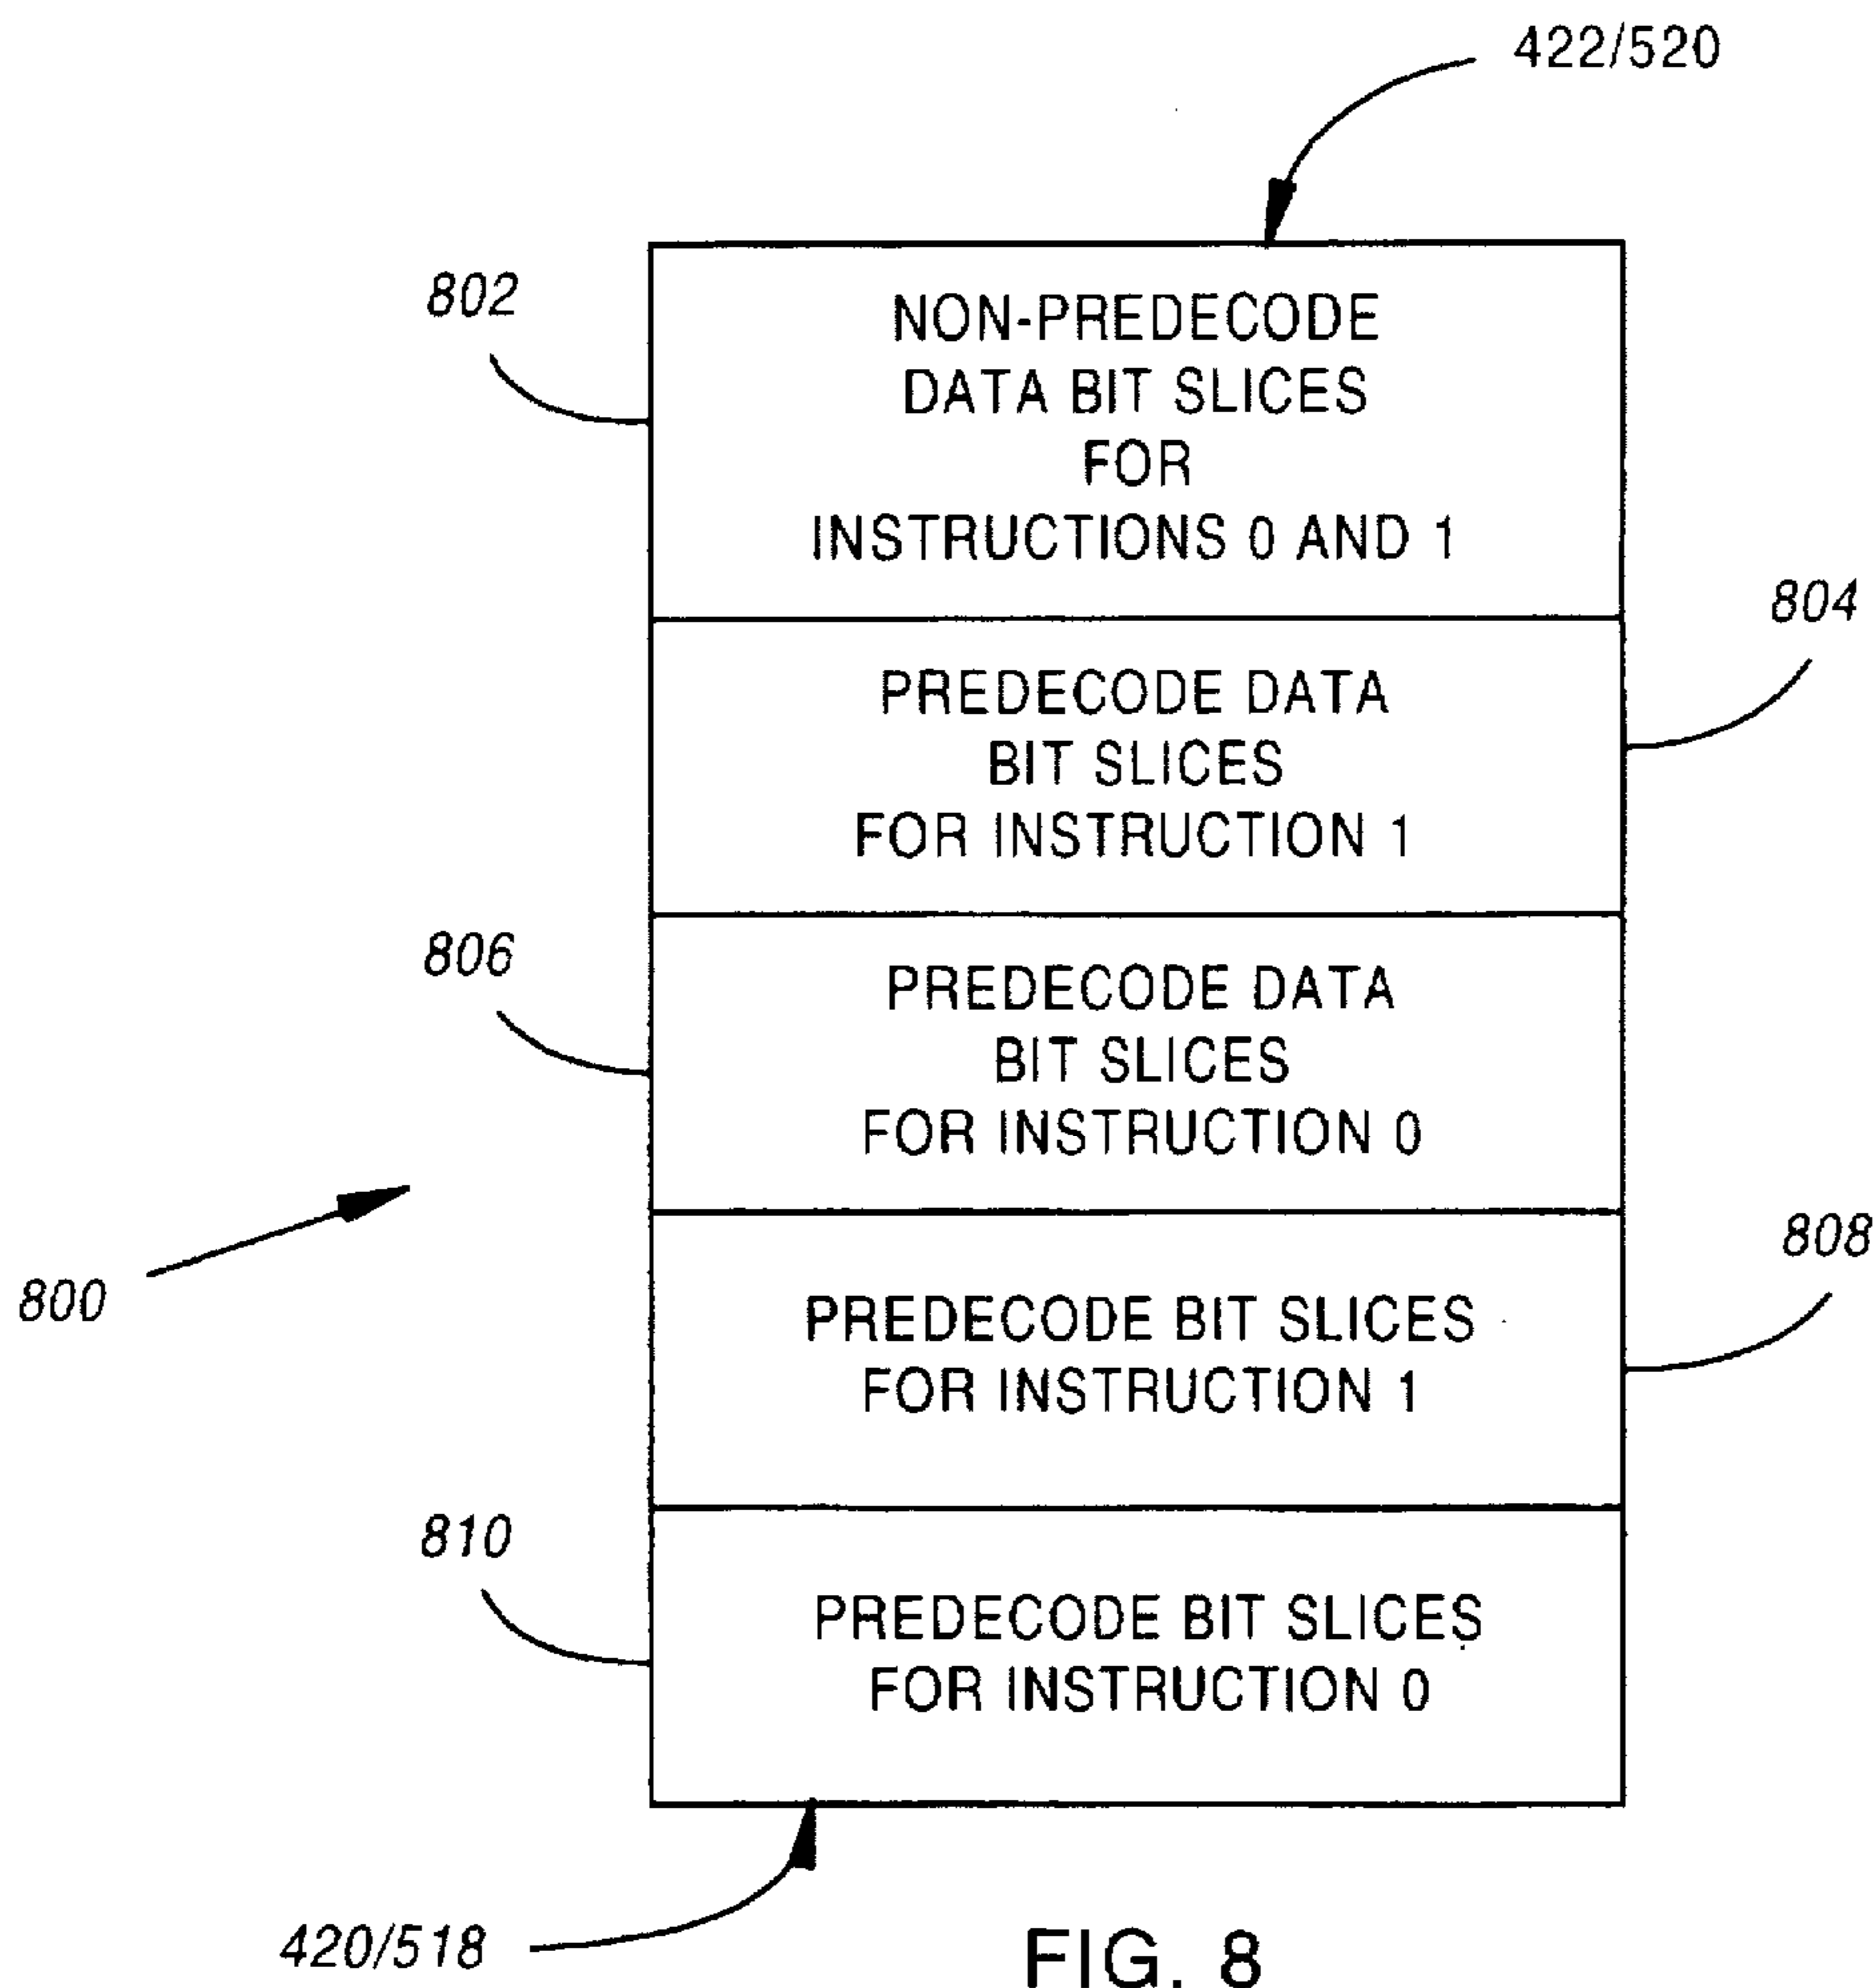 422/520
802
NON-PREDECODE
DATA BIT SLICES
FOR
INSTRUCTIONS 0 AND 1
804
PREDECODE DATA
BIT SLICES
FOR INSTRUCTION 1
806
PREDECODE DATA
BIT SLICES
FOR INSTRUCTION 0
800
808
PREDECODE BIT SLICES
FOR INSTRUCTION 1
810
PREDECODE BIT SLICES
FOR INSTRUCTION 0
420/518
FIG. 8